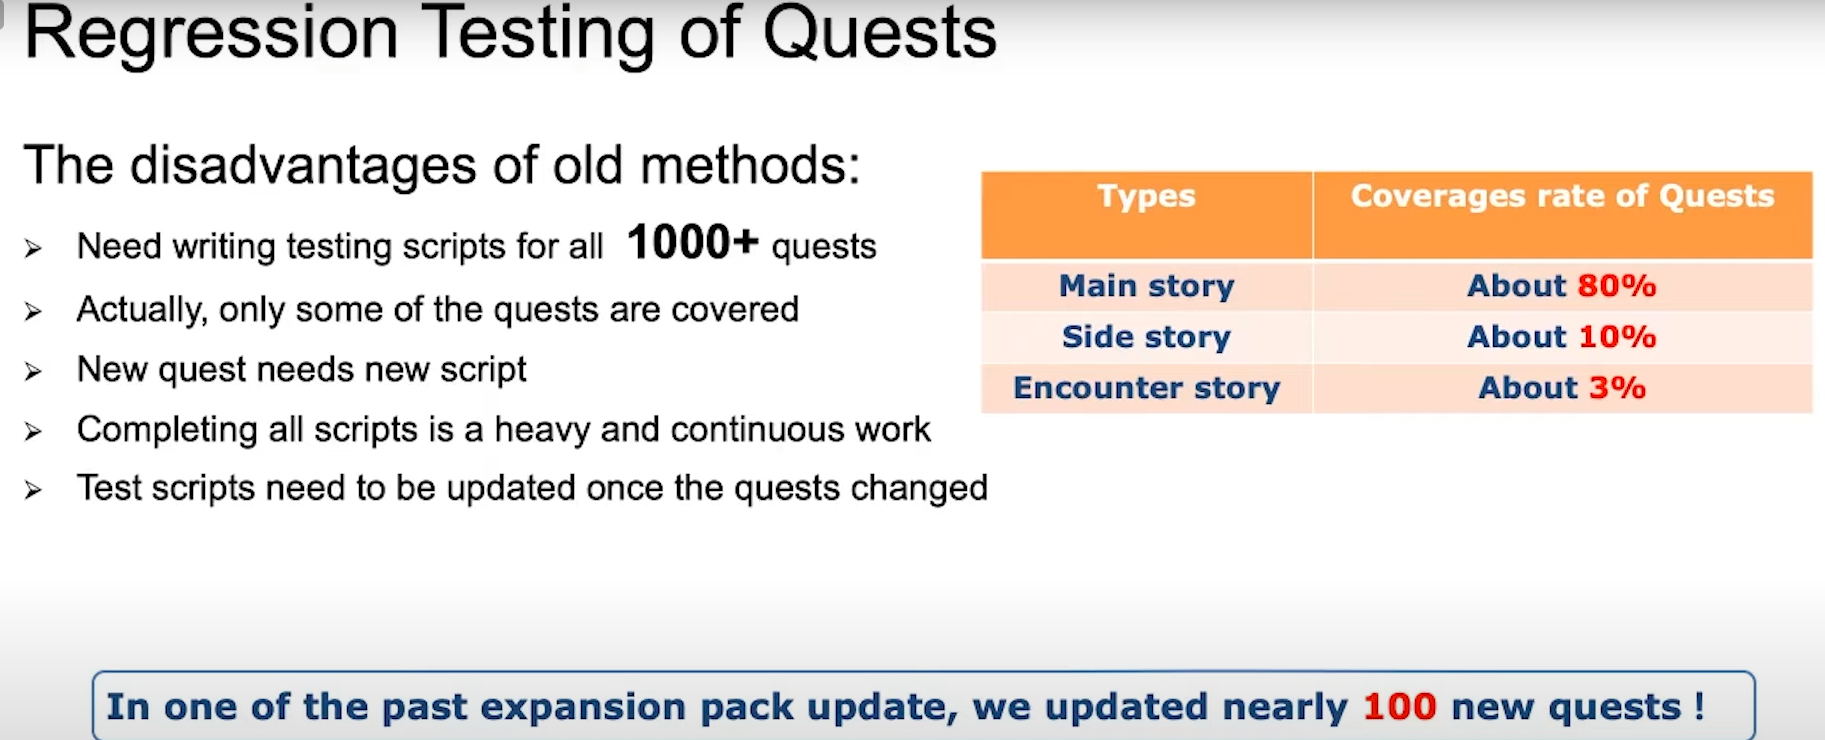 Regression Testing of Quests
The disadvantages of old methods:
➢ Need writing testing scripts for all 1000+ quests
➢ Actually, only some of the quests are covered
➢ New quest needs new script
➢ Completing all scripts is a heavy and continuous work
➢ Test scripts need to be updated once the quests changed
Types Coverages rate of Quests
Main story About 80%
Side story About 10%
Encounter story About 3%
In one of the past expansion pack update, we updated nearly 100 new quests !